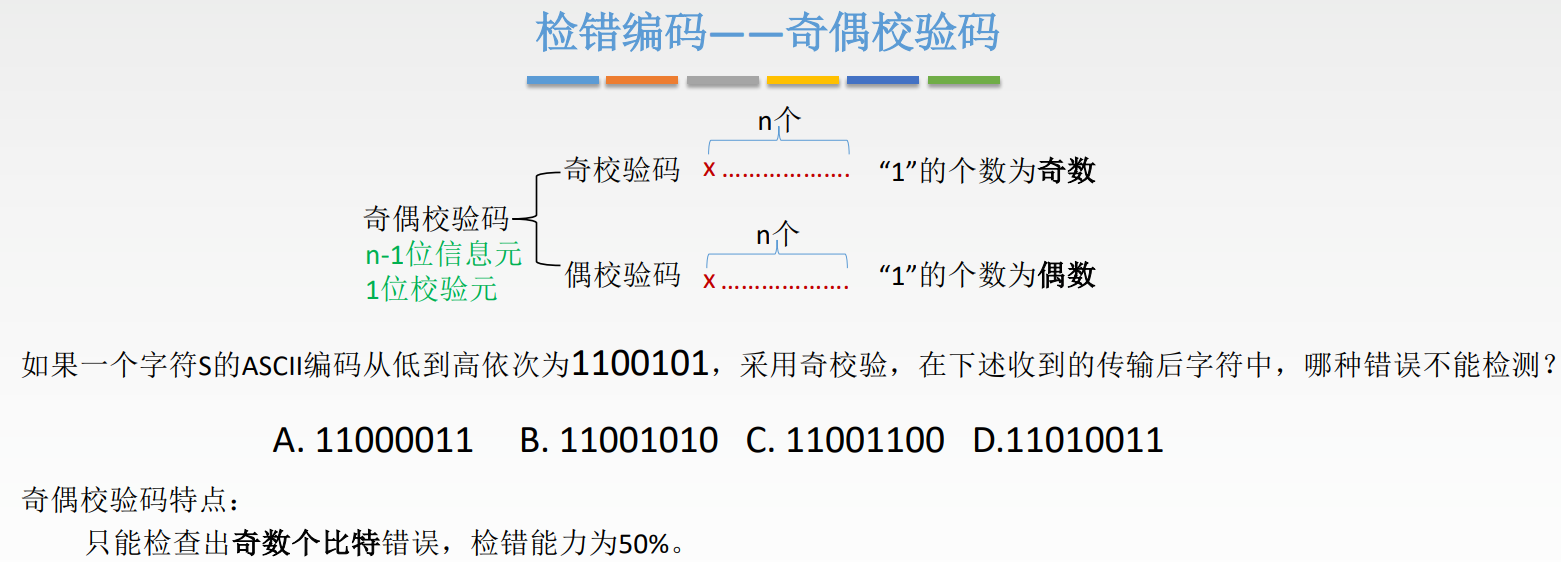 检错编码——奇偶校验码
n个
奇校验码 x ………………. “1”的个数为奇数
奇偶校验码
n-1位信息元
1位校验元
n个
偶校验码 x ………………. “1”的个数为偶数
如果一个字符S的ASCII编码从低到高依次为1100101，采用奇校验，在下述收到的传输后字符中，哪种错误不能检测？
A. 11000011 B. 11001010 C. 11001100 D.11010011
奇偶校验码特点：
只能检查出奇数个比特错误，检错能力为50%。